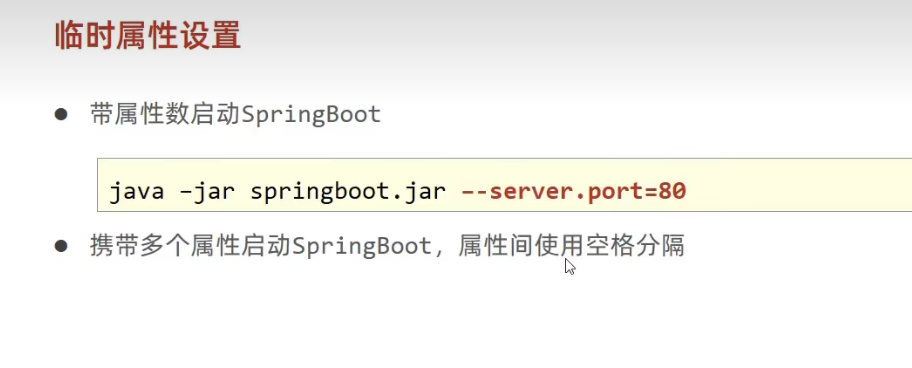 临时属性设置
● 带属性数启动SpringBoot
java –jar springboot.jar --server.port=80
● 携带多个属性启动SpringBoot，属性间使用空格分隔